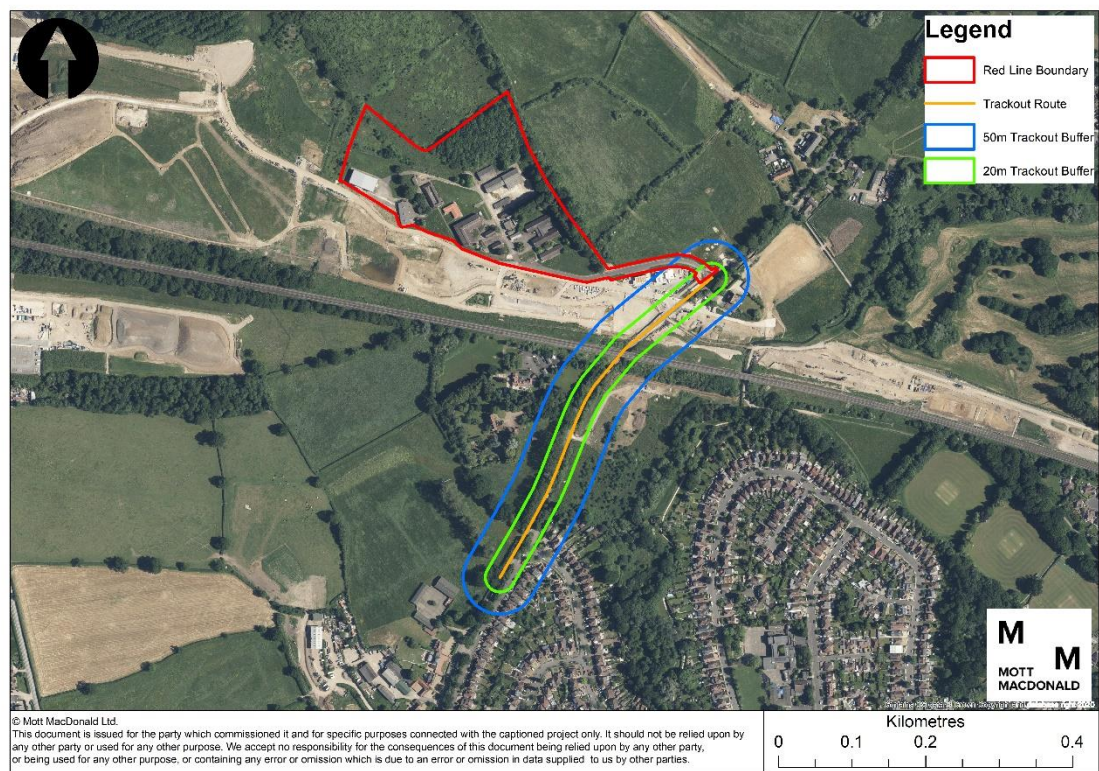 Legend
Red Line Boundary
Trackout Route
50m Trackout Buffer
20m Trackout Buffer
M
M
MOTT
MACDONALD
database right 2023
© Mott MacDonald Ltd.
This document is issued for the party which commissioned it and for specific purposes connected with the captioned project only. It should not be relied upon by
any other party or used for any other purpose. We accept no responsibility for the consequences of this document being relied upon by any other party,
or being used for any other purpose, or containing any error or omission which is due to an error or omission in data supplied to us by other parties.
Kilometres
0 0.1 0.2 0.4